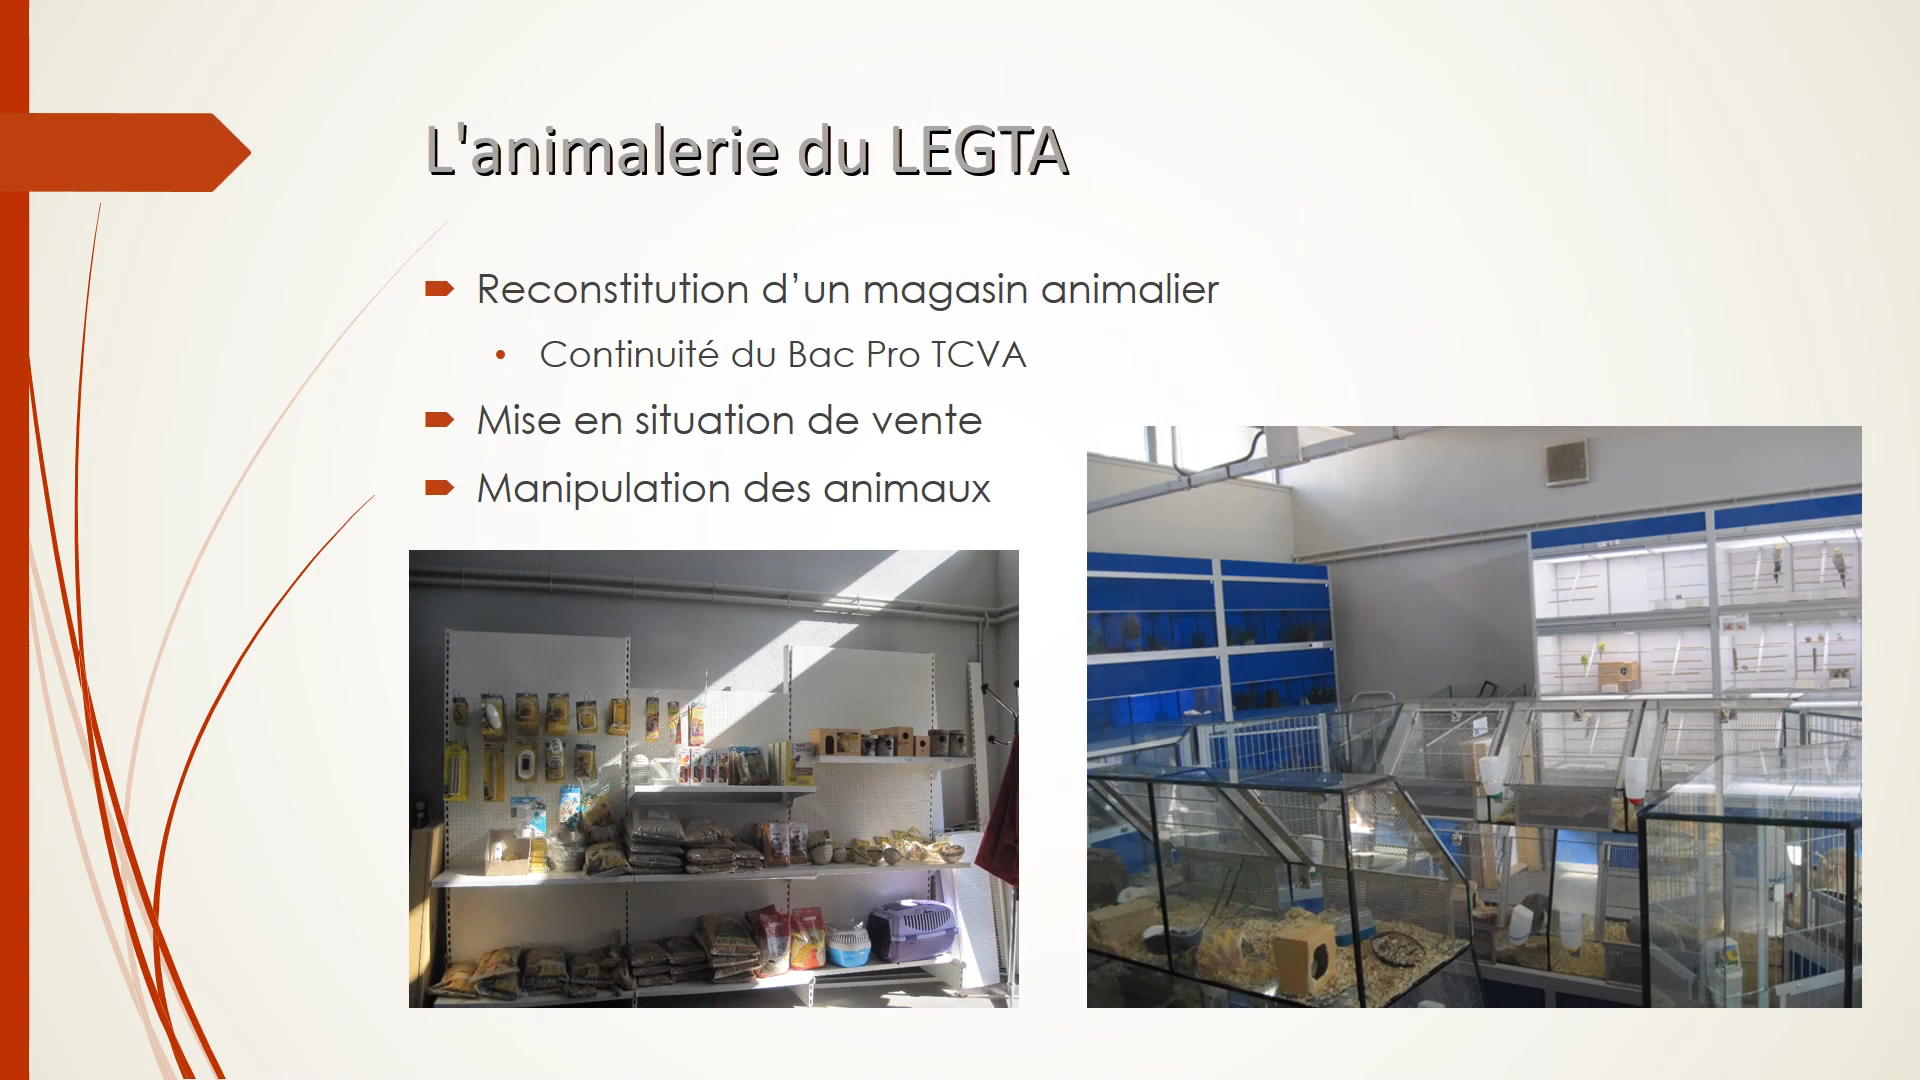 L'animalerie du LEGTA
Reconstitution d’un magasin animalier
Continuité du Bac Pro TCVA
Mise en situation de vente
Manipulation des animaux